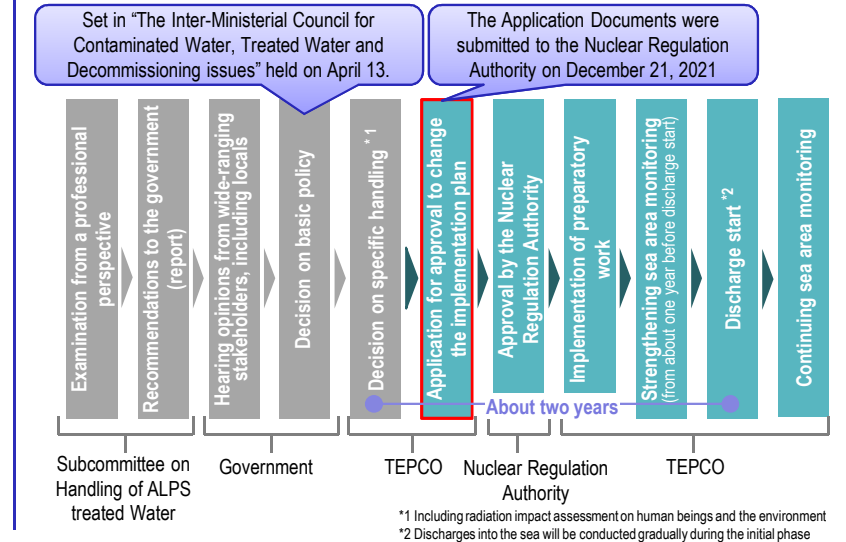 Set in “The Inter-Ministerial Council for
Contaminated Water, Treated Water and
Decommissioning issues” held on April 13.
The Application Documents were
submitted to the Nuclear Regulation
Authority on December 21, 2021
Examination from a professional
perspective
Recommendations to the government
(report)
Hearing opinions from wide-ranging
stakeholders, including locals
Decision on basic policy
Decision on specific handling *1
Application for approval to change
the implementation plan
Approval by the Nuclear
Regulation Authority
Implementation of preparatory
work
Strengthening sea area monitoring
(from about one year before discharge start)
Discharge start *2
Continuing sea area monitoring
About two years
Subcommittee on
Handling of ALPS
treated Water
Government
TEPCO
Nuclear Regulation
Authority
TEPCO
*1 Including radiation impact assessment on human beings and the environment
*2 Discharges into the sea will be conducted gradually during the initial phase